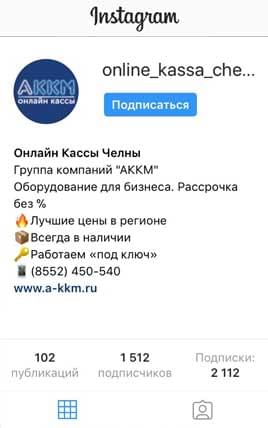 Instagram
АККМ
ОНЛАЙН КАССЫ
online_kassa_che...
Подписаться
Онлайн Кассы Челны
Группа компаний "АККМ"
Оборудование для бизнеса. Рассрочка
без %
🔥Лучшие цены в регионе
📦Всегда в наличии
🔑Работаем «под ключ»
📱(8552) 450-540
www.a-kkm.ru
102 1 512 Подписки:
публикаций подписчиков 2 112